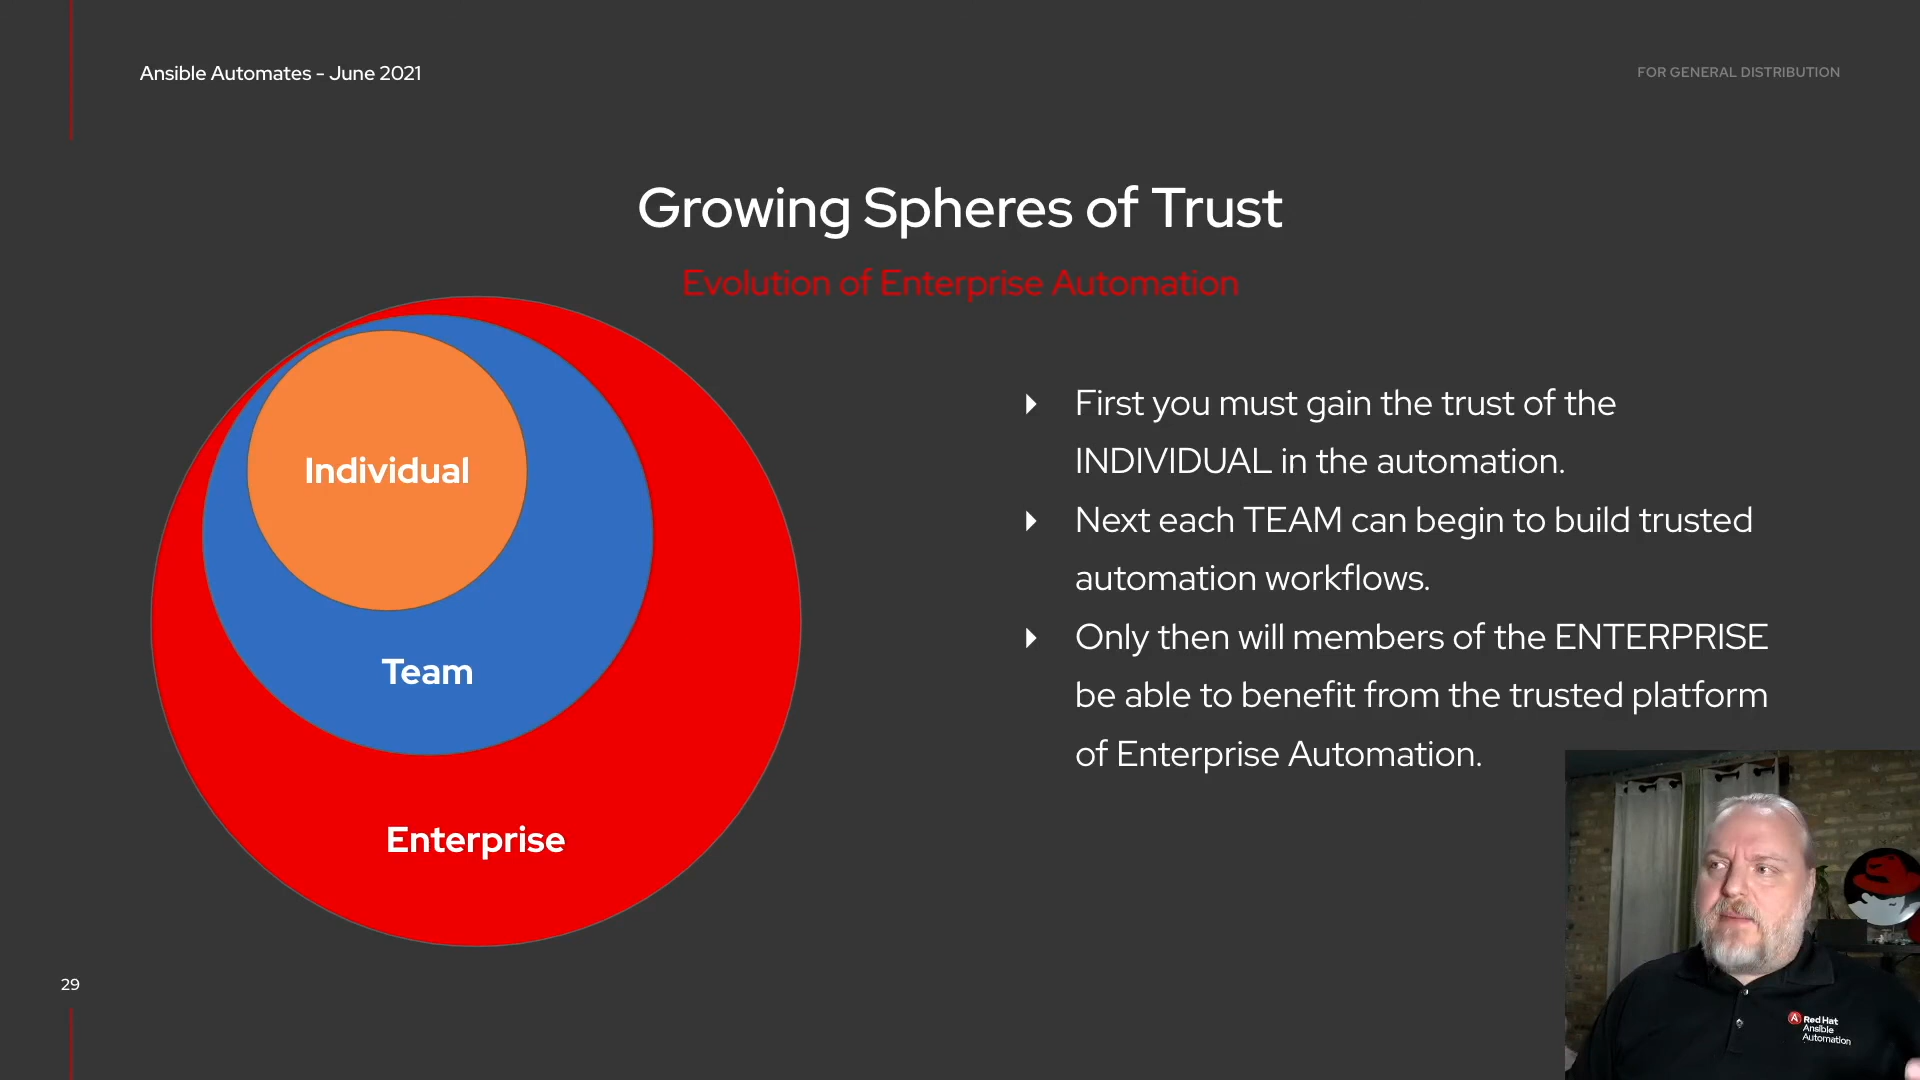 Ansible Automates - June 2021
FOR GENERAL DISTRIBUTION
Growing Spheres of Trust
Evolution of Enterprise Automation
Individual
Team
Enterprise
First you must gain the trust of the
INDIVIDUAL in the automation.
Next each TEAM can begin to build trusted
automation workflows.
Only then will members of the ENTERPRISE
be able to benefit from the trusted platform
of Enterprise Automation.
29
A Red Hat
Ansible
Automation